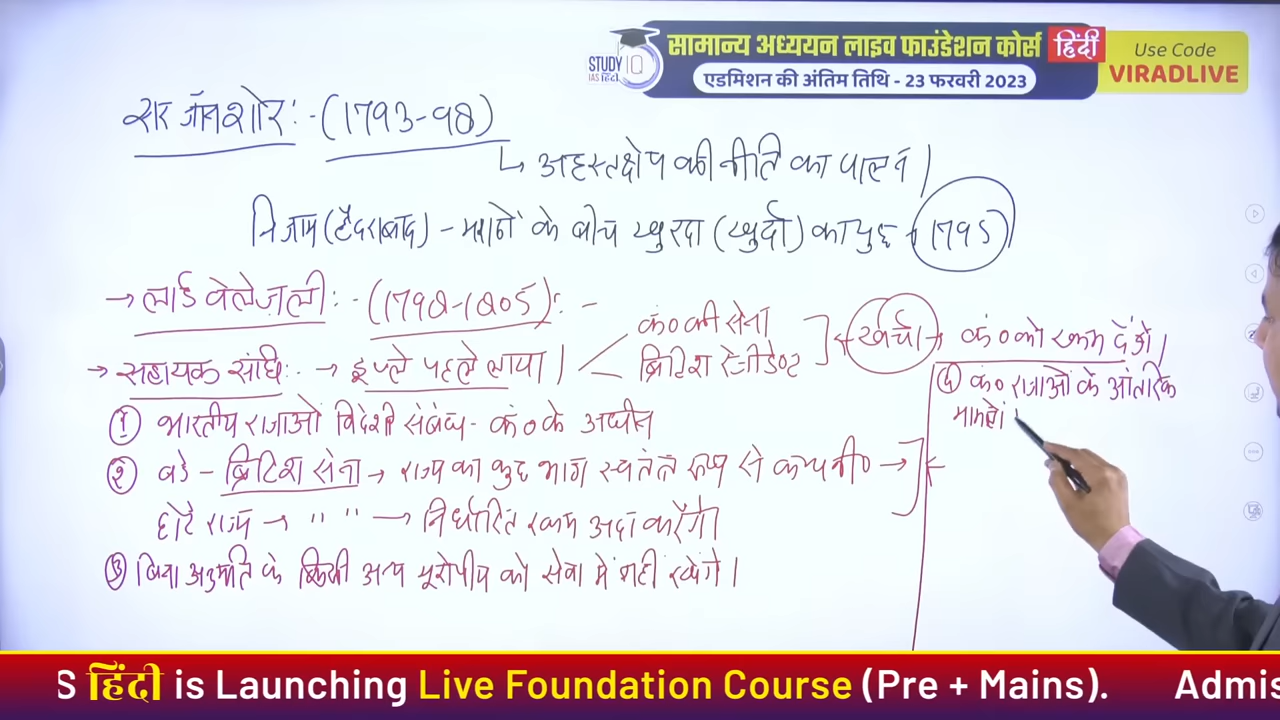 STUDY IQ
IAS हिंदी
सामान्य अध्ययन लाइव फाउंडेशन कोर्स हिंदी
एडमिशन की अंतिम तिथि - 23 फरवरी 2023
Use Code
VIRADLIVE
सर जॉन शोर :- (1793-98)
↳ अहस्तक्षेप की नीति का पालन।
निजाम (हैदराबाद) - मराठों के बीच खुरदा (खुर्दा) का युद्ध (1795)
→ लार्ड वेलेजली :- (1798-1805) :-
कं० की सेना
ब्रिटिश रेजीडेण्ट
खर्चा → कं० को रकम देंगे।
→ सहायक संधि :- → डूप्ले पहले लाया।
① भारतीय राजाओं विदेशी संबंध - कं० के अधीन
② बडे - ब्रिटिश सेना → राज्य का कुछ भाग स्वतंत्र रूप से कम्पनी० →
छोटे राज्य → " " → निर्धारित रकम अदा करेंगे।
③ बिना अनुमति के किसी अन्य यूरोपीय को सेवा में नहीं रखेंगे।
④ कं० राजाओं के आंतरिक
मामलों
S हिंदी is Launching Live Foundation Course (Pre + Mains). Admis